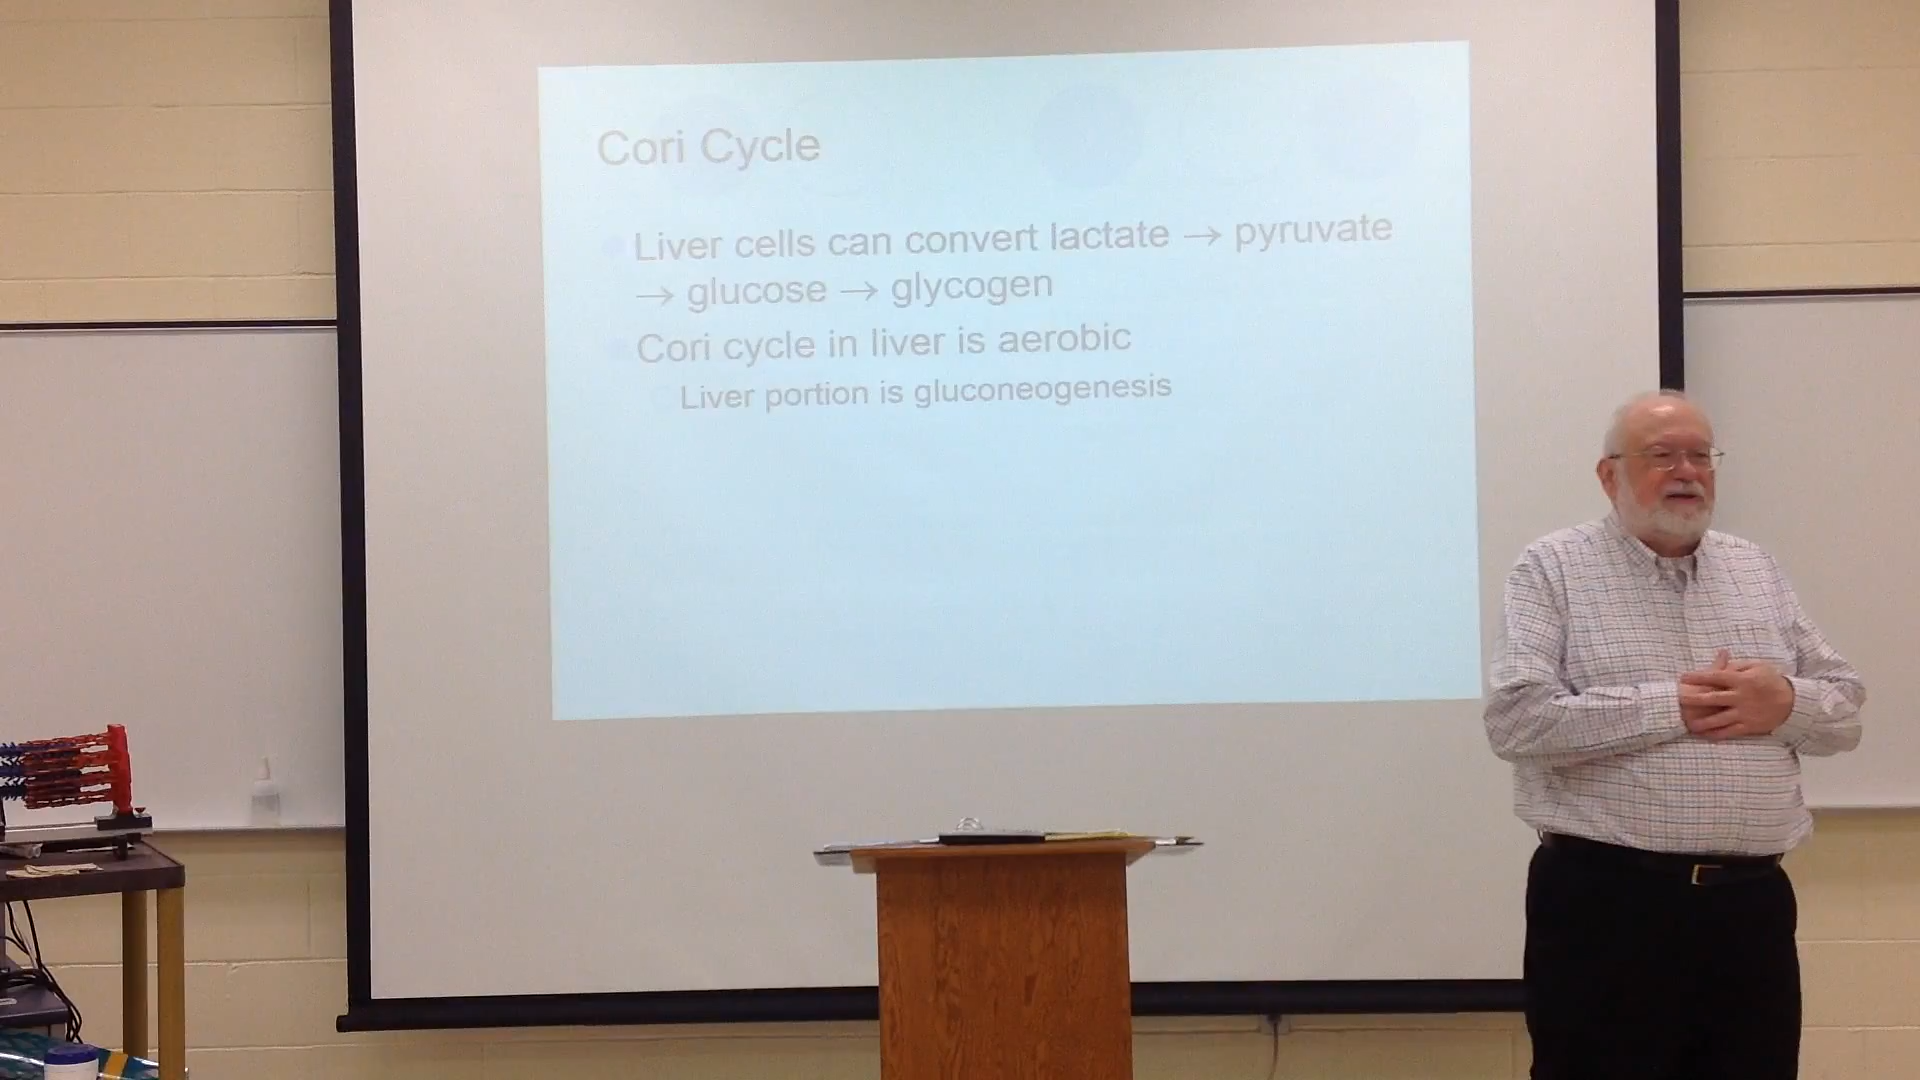 Cori Cycle
Liver cells can convert lactate → pyruvate
→ glucose → glycogen
Cori cycle in liver is aerobic
Liver portion is gluconeogenesis